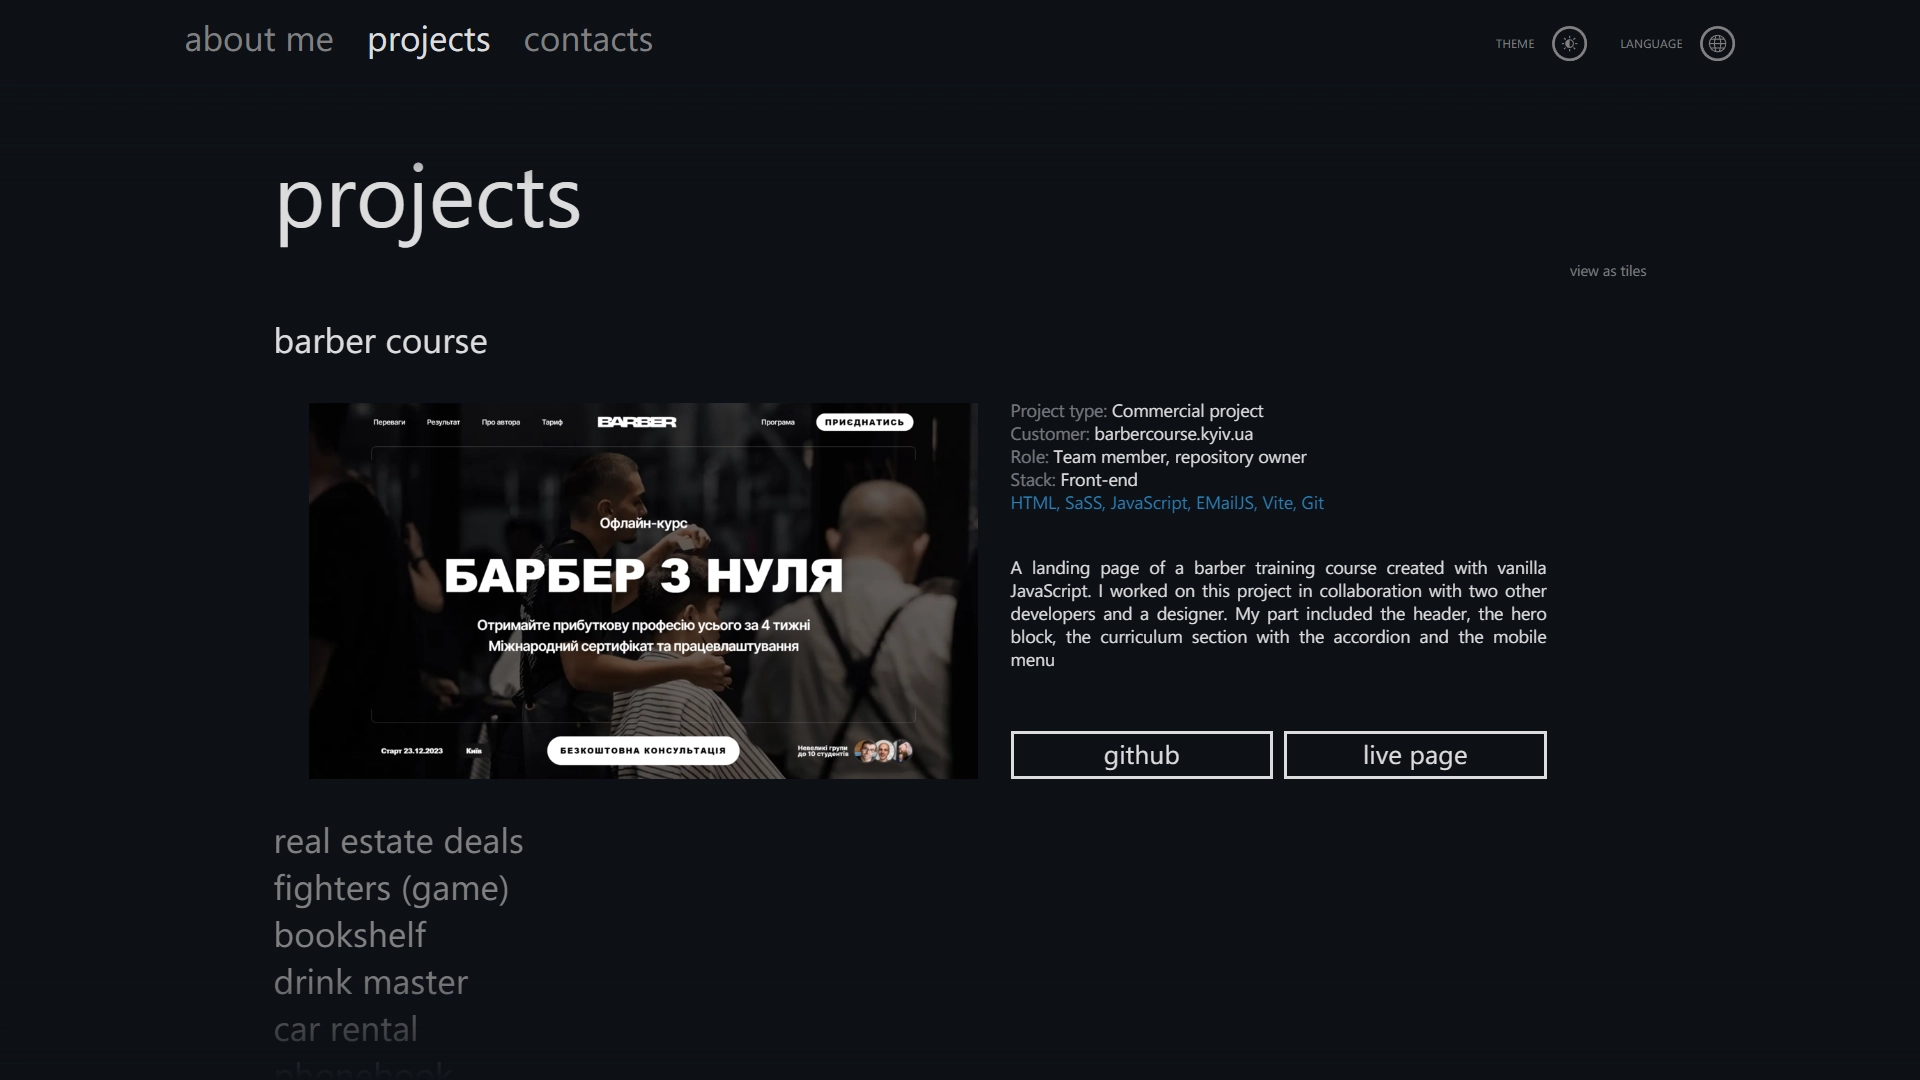 about me projects contacts
THEME LANGUAGE
projects
view as tiles
barber course
Переваги Результат Про автора Тариф BARBER Програма ПРИЄДНАТИСЬ
Офлайн-курс
БАРБЕР З НУЛЯ
Отримайте прибуткову професію усього за 4 тижні
Міжнародний сертифікат та працевлаштування
Старт 23.12.2023 Київ БЕЗКОШТОВНА КОНСУЛЬТАЦІЯ
Невеликі групи
до 10 студентів
Project type: Commercial project
Customer: barbercourse.kyiv.ua
Role: Team member, repository owner
Stack: Front-end
HTML, SaSS, JavaScript, EMailJS, Vite, Git
A landing page of a barber training course created with vanilla
JavaScript. I worked on this project in collaboration with two other
developers and a designer. My part included the header, the hero
block, the curriculum section with the accordion and the mobile
menu
github live page
real estate deals
fighters (game)
bookshelf
drink master
car rental
phonebook